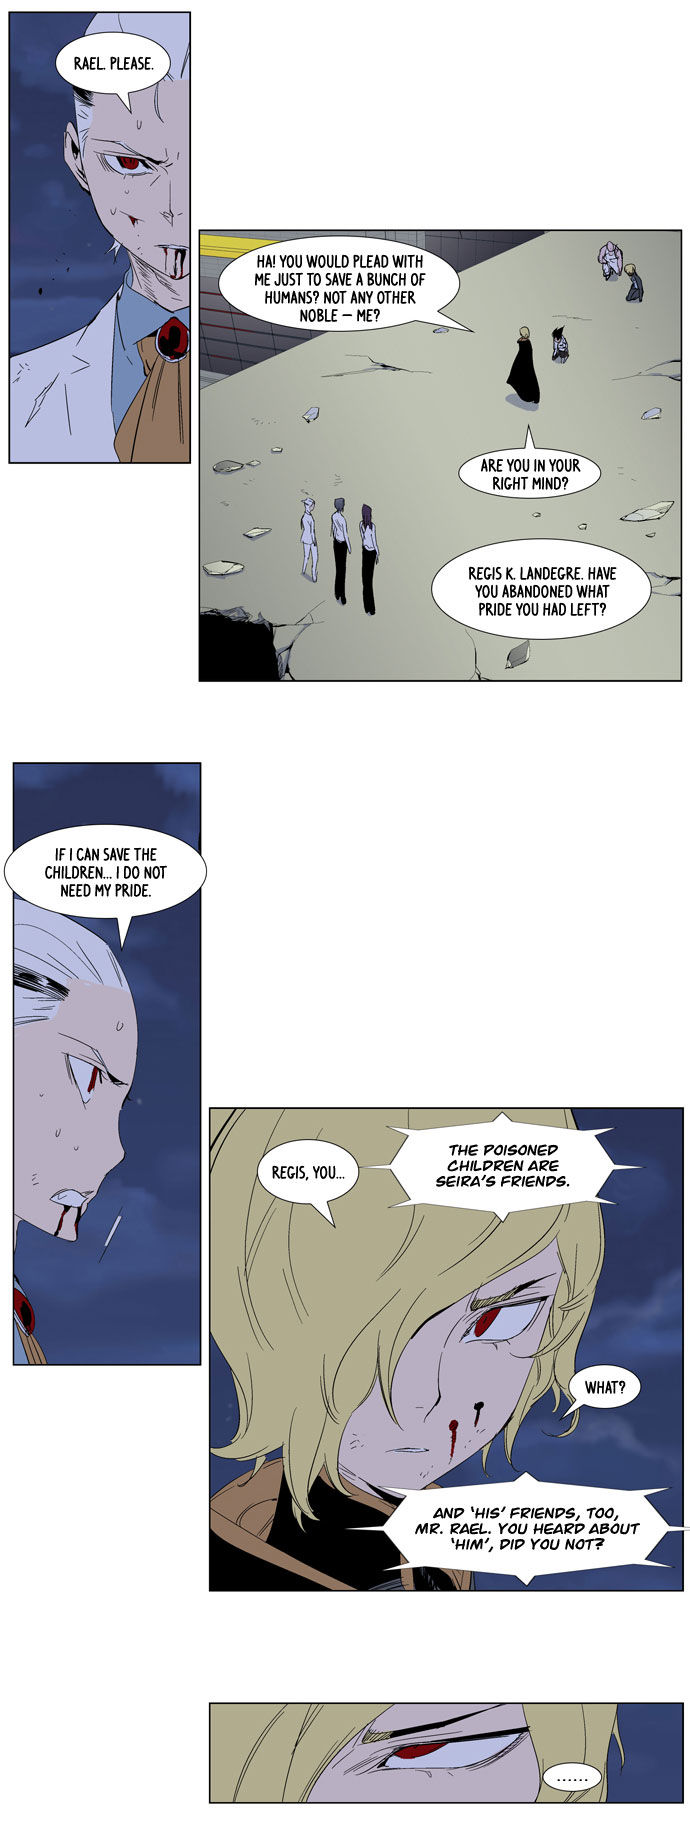 RAEL. PLEASE.
HA! YOU WOULD PLEAD WITH
ME JUST TO SAVE A BUNCH OF
HUMANS? NOT ANY OTHER
NOBLE – ME?
ARE YOU IN YOUR
RIGHT MIND?
REGIS K. LANDEGRE. HAVE
YOU ABANDONED WHAT
PRIDE YOU HAD LEFT?
IF I CAN SAVE THE
CHILDREN... I DO NOT
NEED MY PRIDE.
REGIS, YOU...
THE POISONED
CHILDREN ARE
SEIRA'S FRIENDS.
WHAT?
AND 'HIS' FRIENDS, TOO,
MR. RAEL. YOU HEARD ABOUT
'HIM', DID YOU NOT?
......